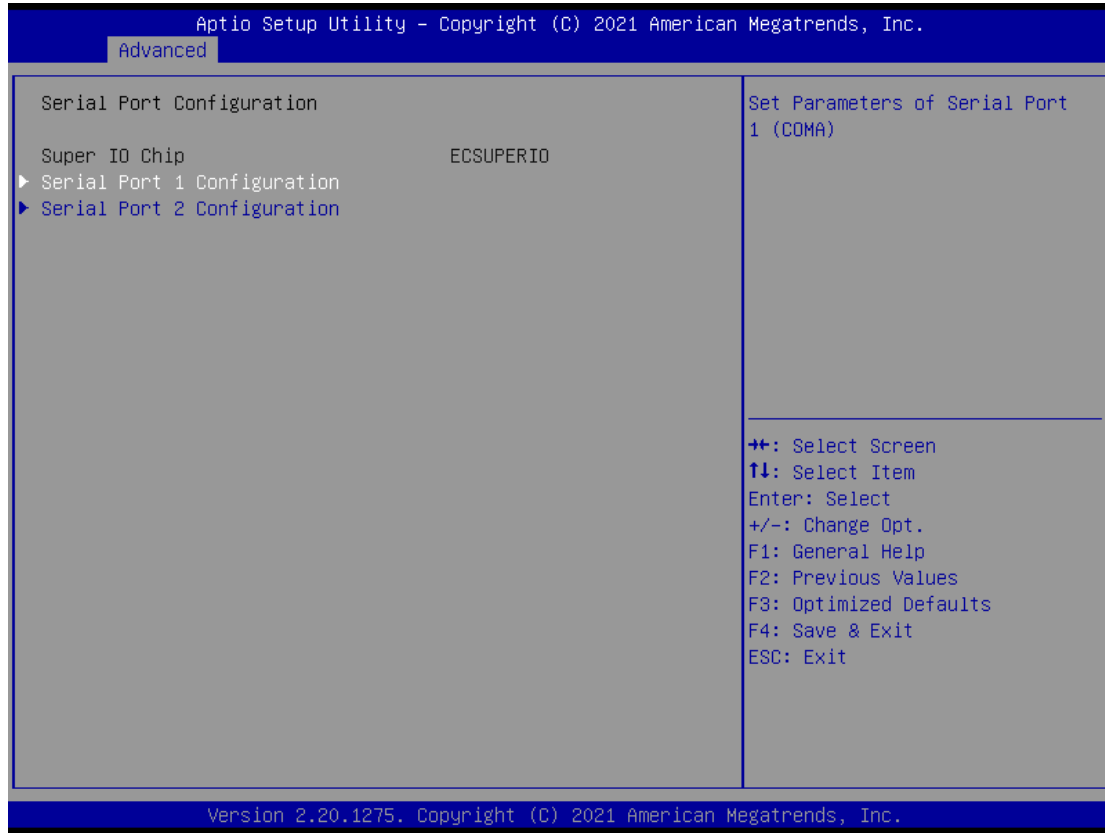 Aptio Setup Utility – Copyright (C) 2021 American Megatrends, Inc.
Advanced
Serial Port Configuration
Super IO Chip ECSUPERIO
▶ Serial Port 1 Configuration
▶ Serial Port 2 Configuration
Set Parameters of Serial Port
1 (COMA)
→←: Select Screen
↑↓: Select Item
Enter: Select
+/-: Change Opt.
F1: General Help
F2: Previous Values
F3: Optimized Defaults
F4: Save & Exit
ESC: Exit
Version 2.20.1275. Copyright (C) 2021 American Megatrends, Inc.